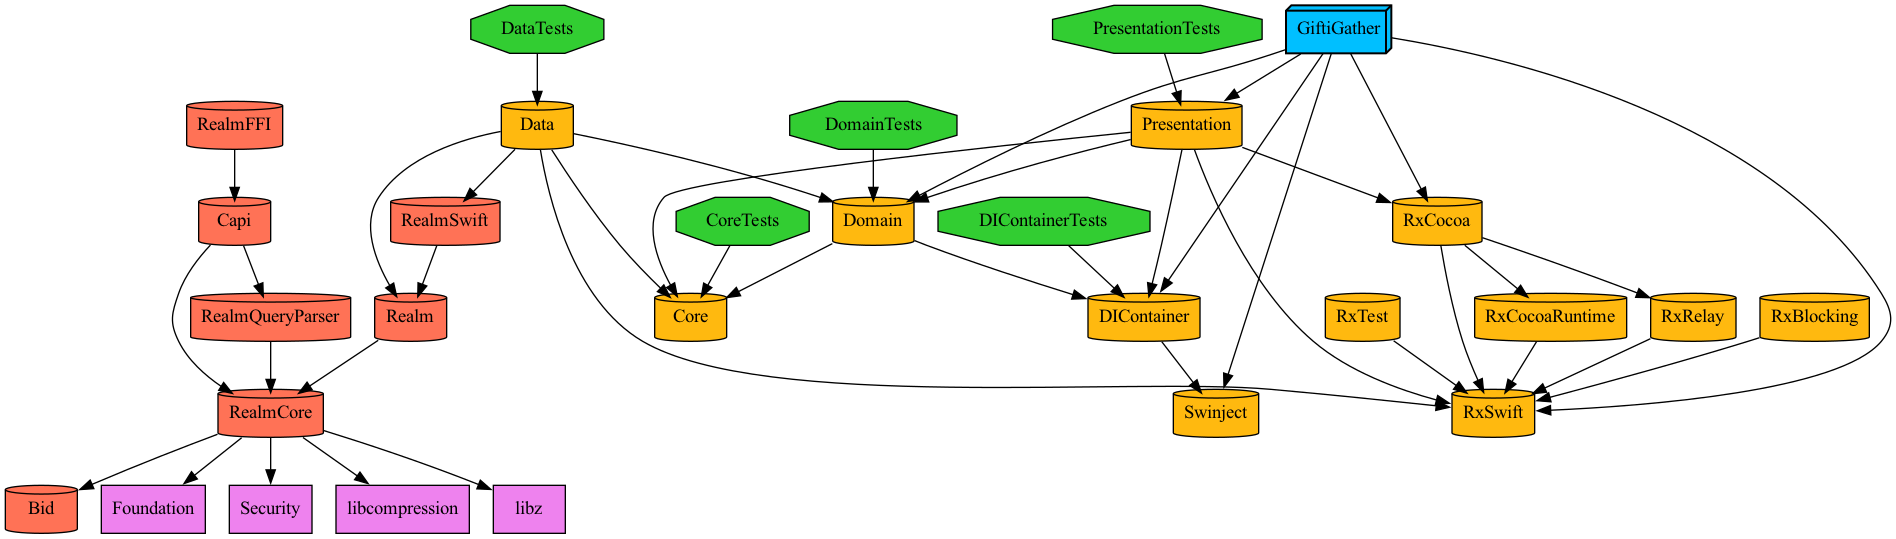 DataTests
PresentationTests
GiftiGather
RealmFFI
Data
DomainTests
Presentation
Capi
RealmSwift
CoreTests
Domain
DIContainerTests
RxCocoa
RealmQueryParser
Realm
Core
DIContainer
RxTest
RxCocoaRuntime
RxRelay
RxBlocking
RealmCore
Swinject
RxSwift
Bid
Foundation
Security
libcompression
libz